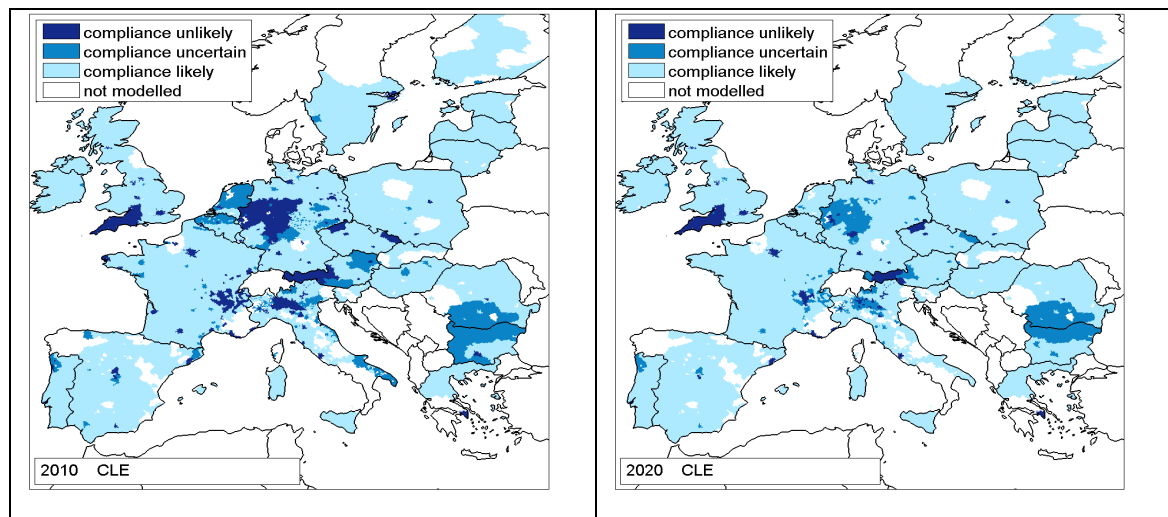 compliance unlikely
compliance uncertain
compliance likely
not modelled
2010 CLE
compliance unlikely
compliance uncertain
compliance likely
not modelled
2020 CLE